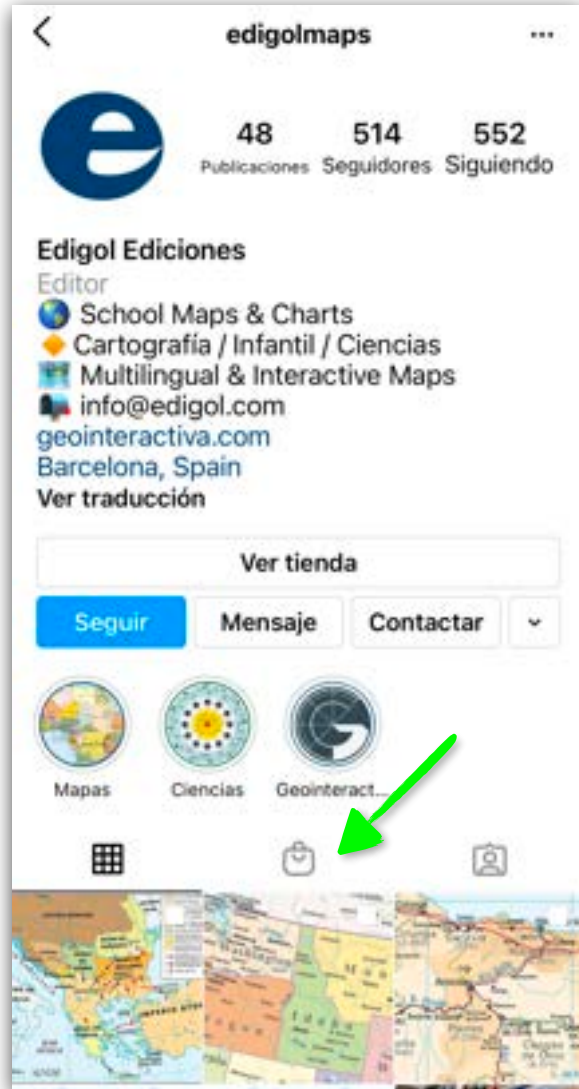 edigolmaps
e
48 514 552
Publicaciones Seguidores Siguiendo
Edigol Ediciones
Editor
School Maps & Charts
Cartografía / Infantil / Ciencias
Multilingual & Interactive Maps
info@edigol.com
geointeractiva.com
Barcelona, Spain
Ver traducción
Ver tienda
Seguir Mensaje Contactar
Mapas Ciencias Geointeract...
Idaho